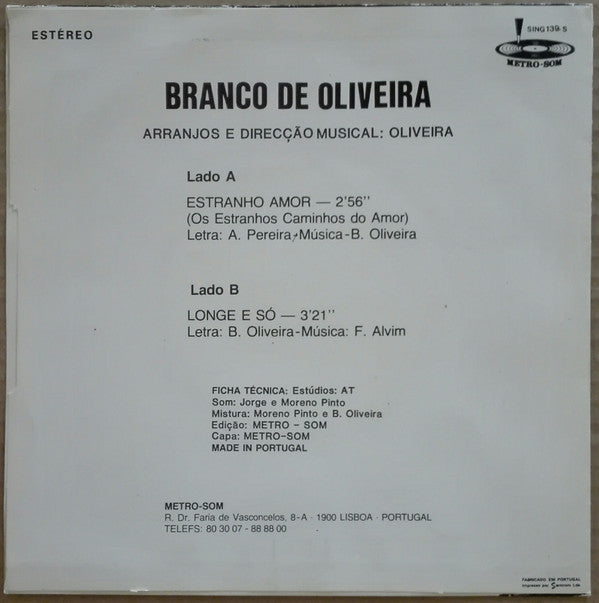 ESTÉREO
SING 139-S
METRO-SOM
BRANCO DE OLIVEIRA
ARRANJOS E DIRECÇÃO MUSICAL: OLIVEIRA
Lado A
ESTRANHO AMOR — 2'56''
(Os Estranhos Caminhos do Amor)
Letra: A. Pereira-Música-B. Oliveira
Lado B
LONGE E SÓ — 3'21''
Letra: B. Oliveira-Música: F. Alvim
FICHA TÉCNICA: Estúdios: AT
Som: Jorge e Moreno Pinto
Mistura: Moreno Pinto e B. Oliveira
Edição: METRO - SOM
Capa: METRO-SOM
MADE IN PORTUGAL
METRO-SOM
R. Dr. Faria de Vasconcelos, 8-A - 1900 LISBOA - PORTUGAL
TELEFS: 80 30 07 - 88 88 00
FABRICADO EM PORTUGAL
Impresso por Lda.